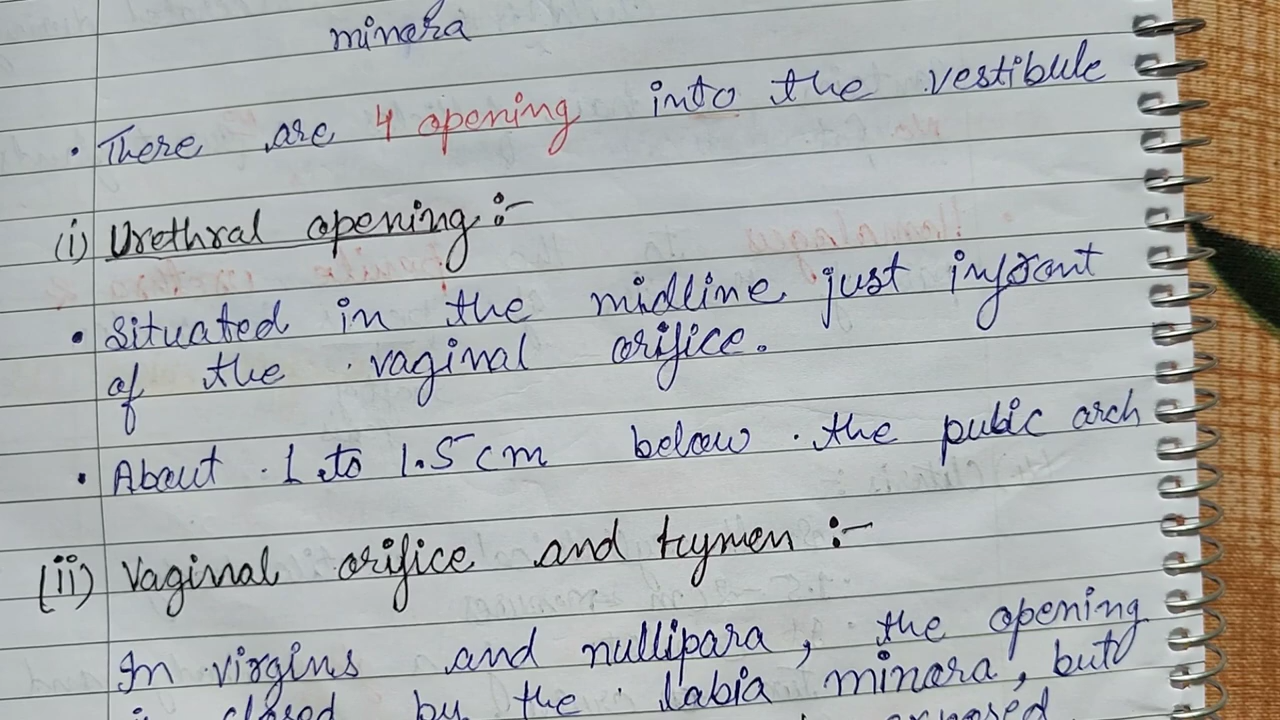 minora
• There are 4 opening into the vestibule
(i) Urethral opening :-
• Situated in the midline just infront
of the vaginal orifice.
• About 1 to 1.5 cm below the pubic arch
(ii) Vaginal orifice and hymen :-
In virgins and nullipara, the opening
is closed by the labia minora, but
exposed